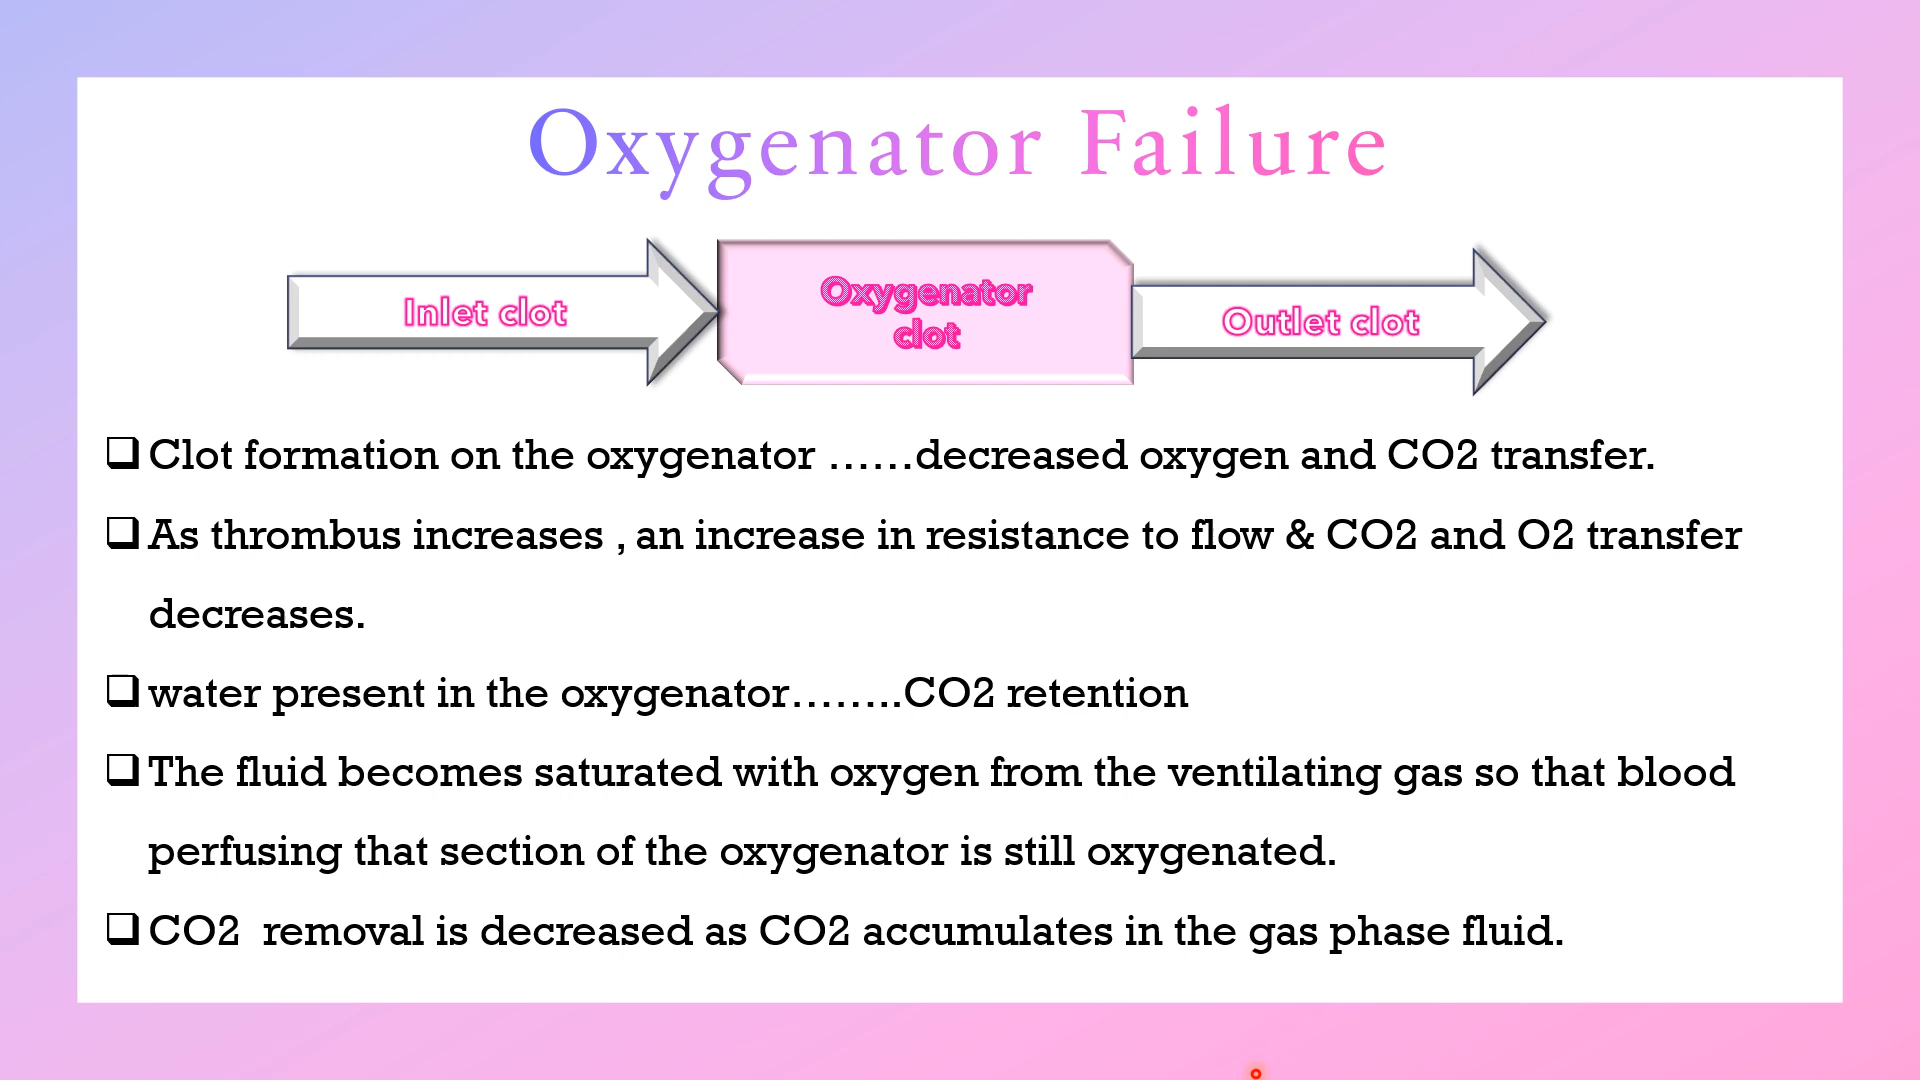 Oxygenator Failure
Inlet clot
Oxygenator
clot
Outlet clot
❑ Clot formation on the oxygenator ……decreased oxygen and CO2 transfer.
❑ As thrombus increases , an increase in resistance to flow & CO2 and O2 transfer
decreases.
❑ water present in the oxygenator……..CO2 retention
❑ The fluid becomes saturated with oxygen from the ventilating gas so that blood
perfusing that section of the oxygenator is still oxygenated.
❑ CO2  removal is decreased as CO2 accumulates in the gas phase fluid.